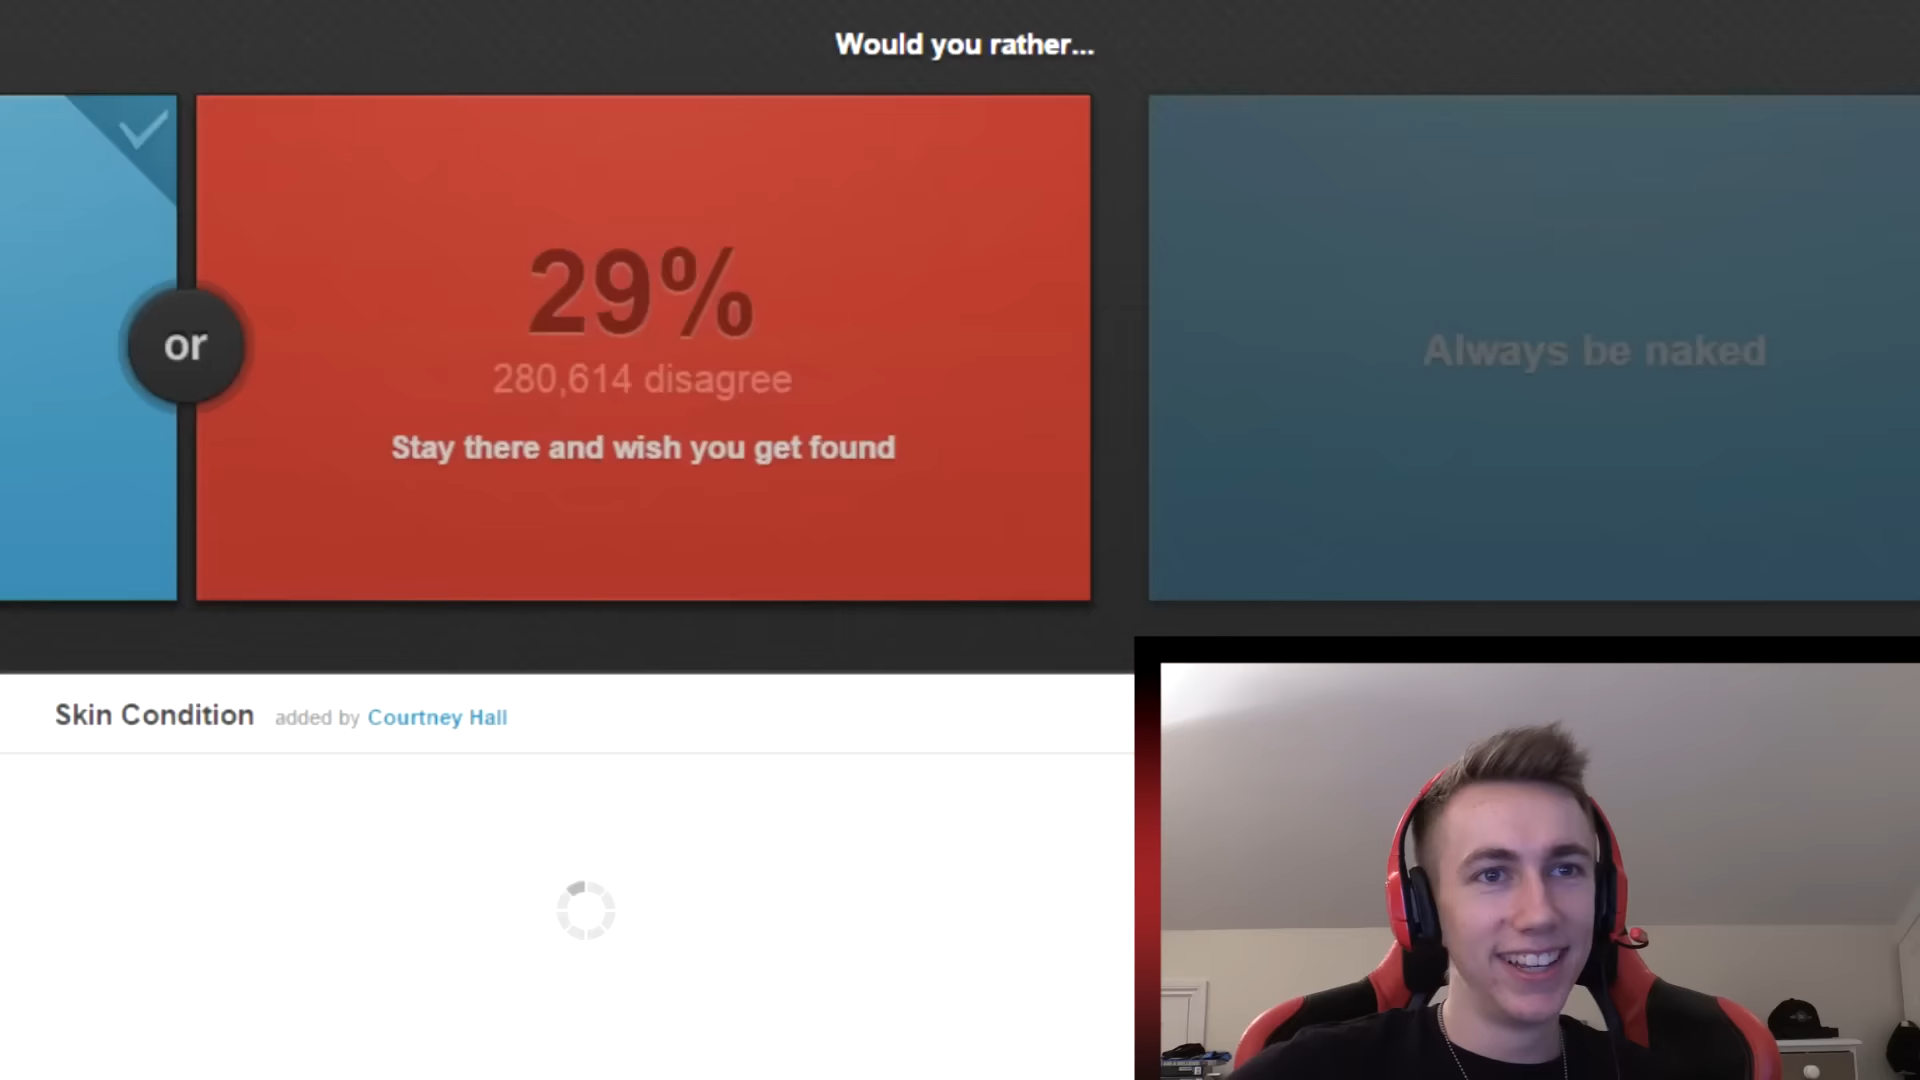 Would you rather...
or
29%
280,614 disagree
Stay there and wish you get found
Always be naked
Skin Condition added by Courtney Hall